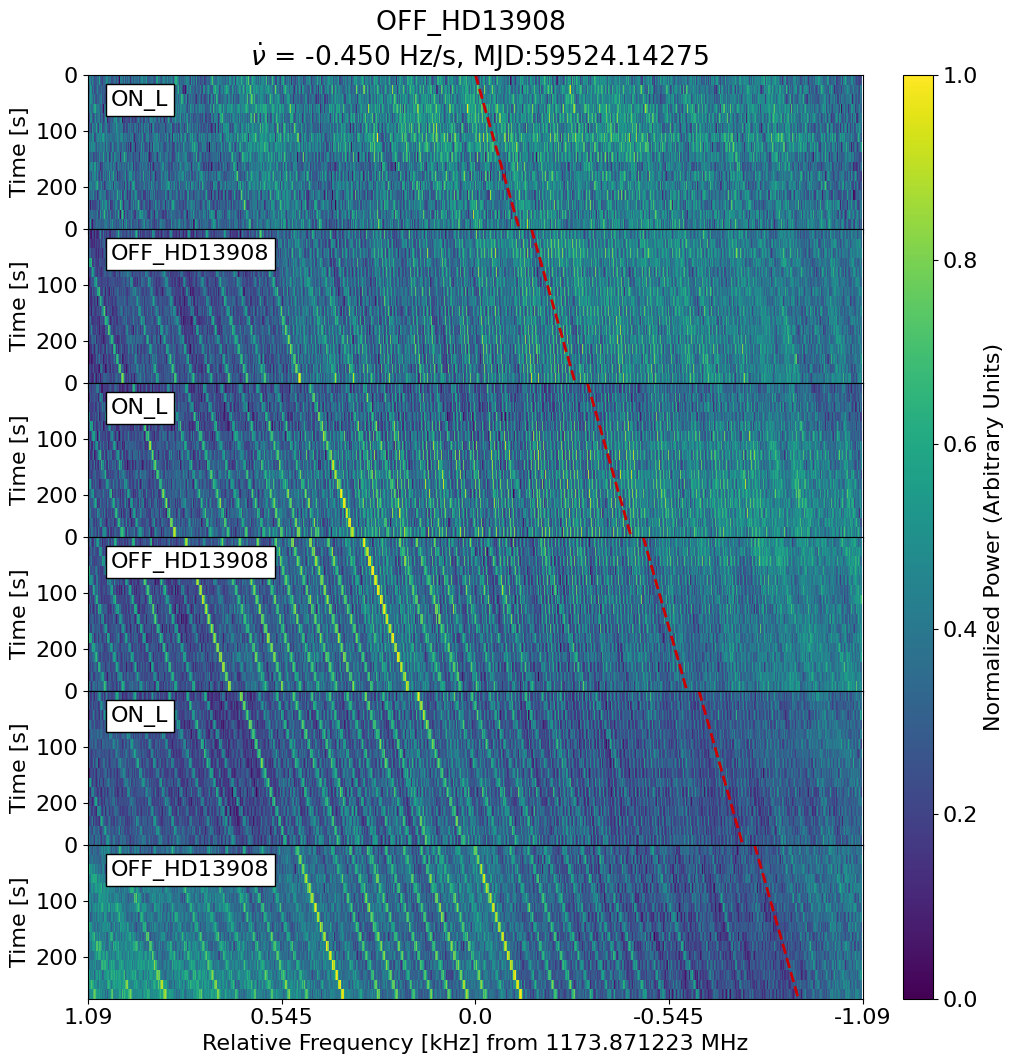 OFF_HD13908
ν̇ = -0.450 Hz/s, MJD:59524.14275
ON_L
OFF_HD13908
ON_L
OFF_HD13908
ON_L
OFF_HD13908
Time [s]
0
100
200
Time [s]
0
100
200
Time [s]
0
100
200
Time [s]
0
100
200
Time [s]
0
100
200
Time [s]
0
100
200
1.09 0.545 0.0 -0.545 -1.09
Relative Frequency [kHz] from 1173.871223 MHz
1.0
0.8
0.6
0.4
0.2
0.0
Normalized Power (Arbitrary Units)